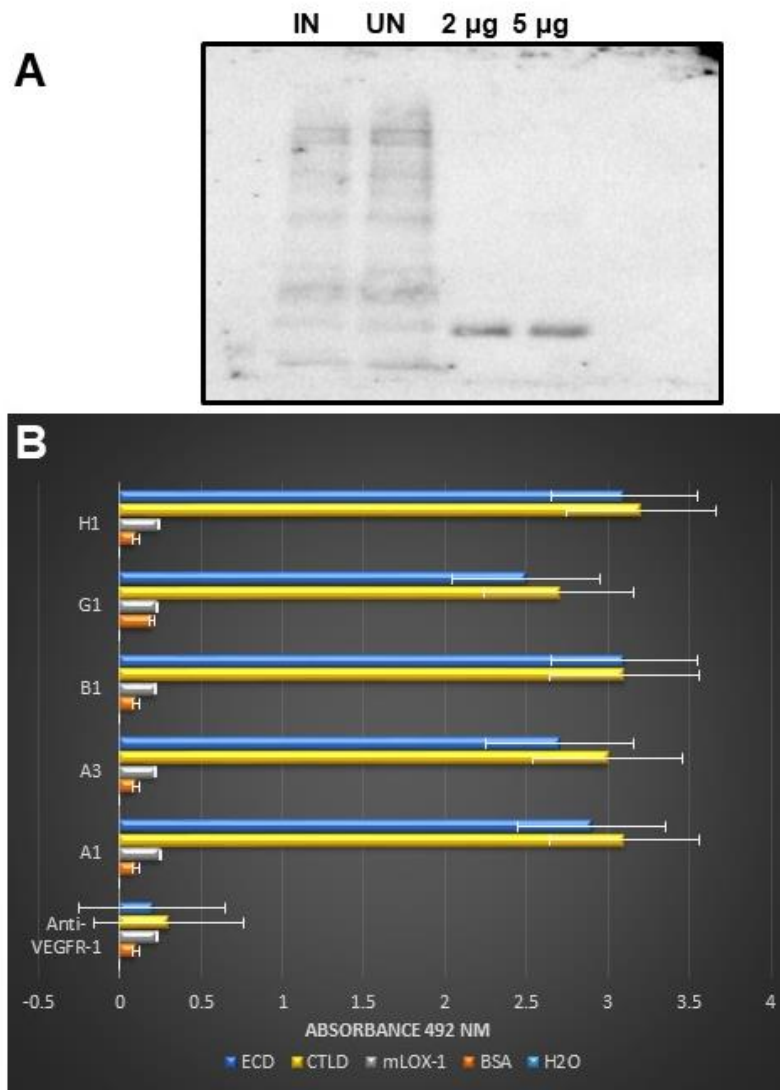 IN UN 2 µg 5 µg
A
B
H1
G1
B1
A3
A1
Anti-
VEGFR-1
-0.5 0 0.5 1 1.5 2 2.5 3 3.5 4
ABSORBANCE 492 NM
ECD CTLD mLOX-1 BSA H2O